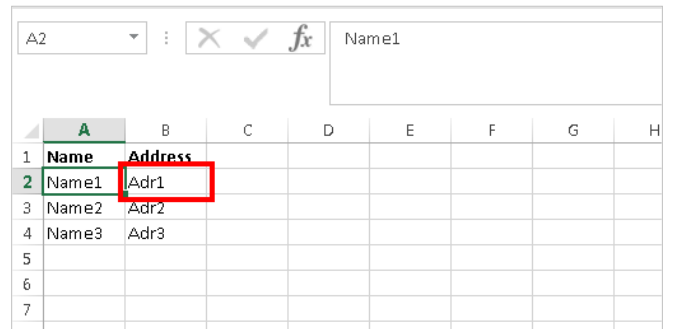 A2 fx Name1
A B C D E F G H
1 Name Address
2 Name1 Adr1
3 Name2 Adr2
4 Name3 Adr3
5
6
7